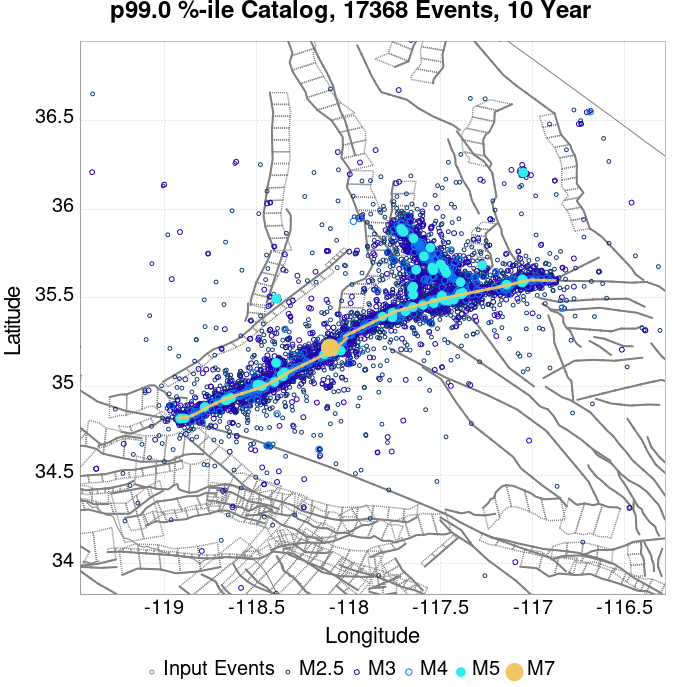 p99.0 %-ile Catalog, 17368 Events, 10 Year
36.5
36
35.5
35
34.5
34
Latitude
-119 -118.5 -118 -117.5 -117 -116.5
Longitude
Input Events M2.5 M3 M4 M5 M7